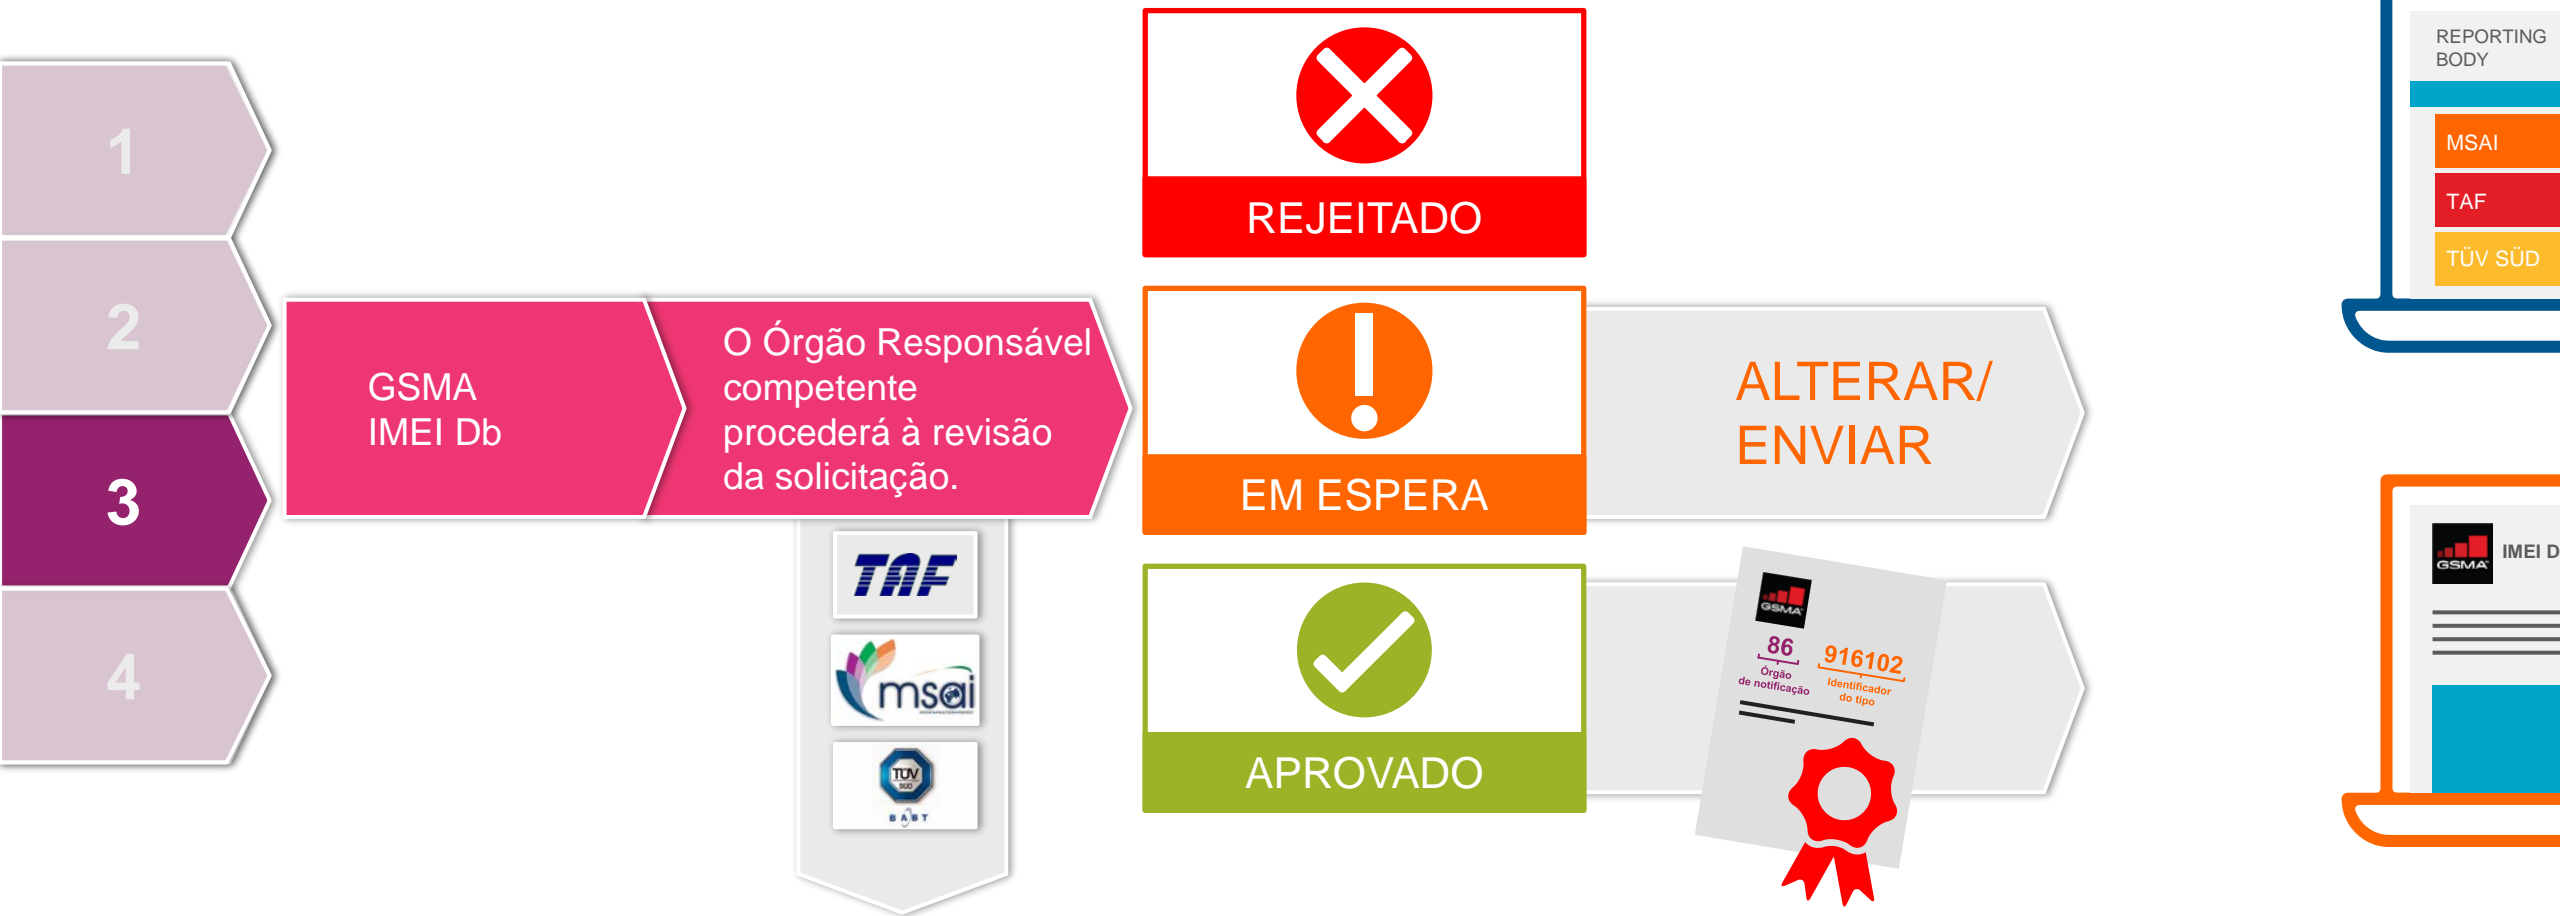 1
2
3
4
GSMA
IMEI Db
O Órgão Responsável
competente
procederá à revisão
da solicitação.
TAF
msai
TÜV
SÜD
BABT
REJEITADO
EM ESPERA
APROVADO
ALTERAR/
ENVIAR
GSMA
86
Órgão
de notificação
916102
Identificador
do tipo
REPORTING
BODY
MSAI
TAF
TÜV SÜD
GSMA
IMEI D